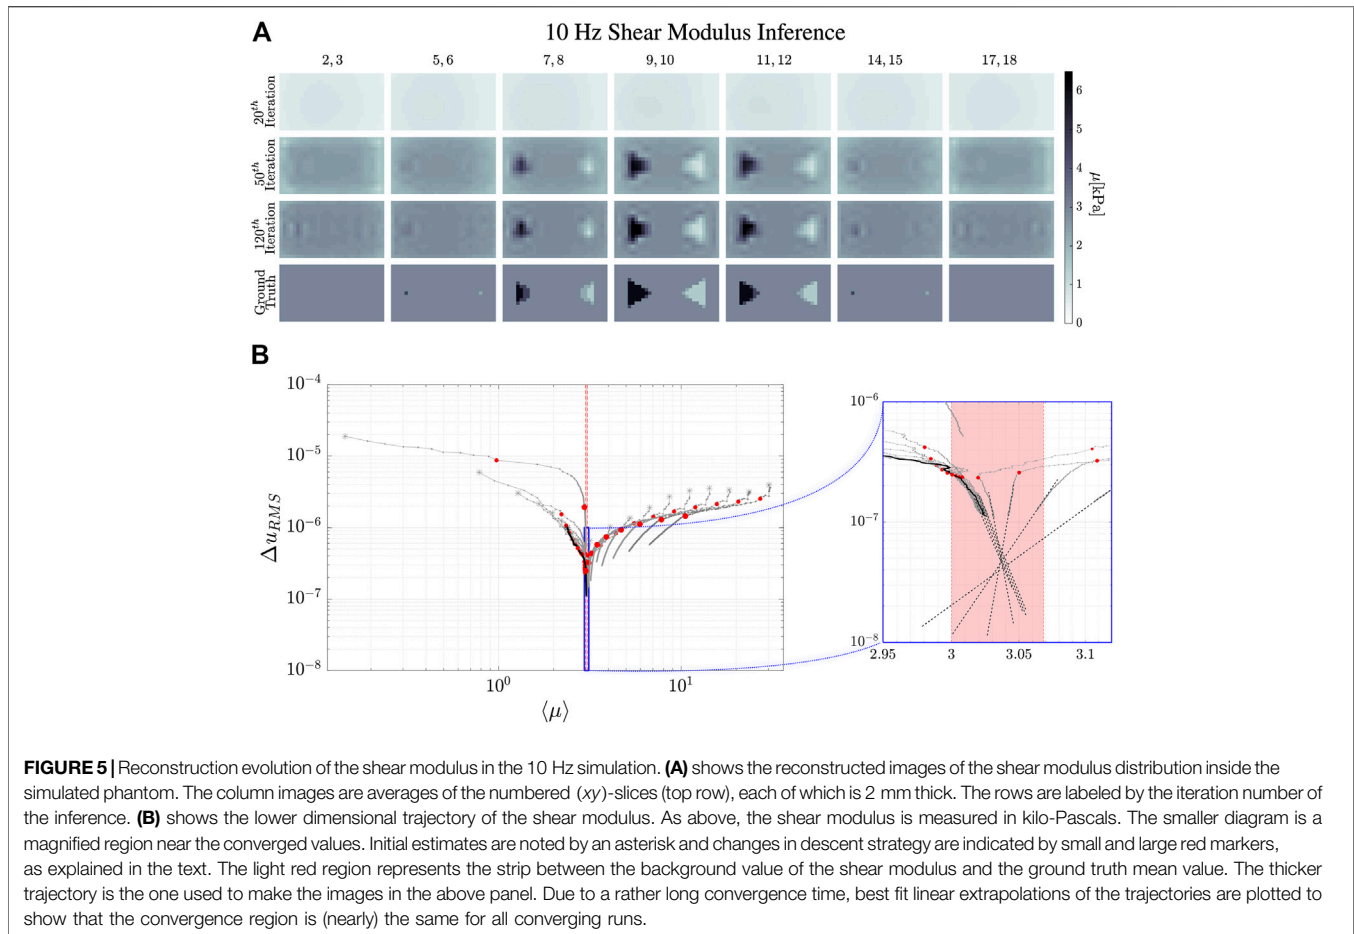 A
10 Hz Shear Modulus Inference
2, 3 5, 6 7, 8 9, 10 11, 12 14, 15 17, 18
20th Iteration
50th Iteration
120th Iteration
Ground Truth
6
5
4
3
2
1
0
μ[kPa]
B
10⁻⁴
10⁻⁵
10⁻⁶
10⁻⁷
10⁻⁸
Δu_RMS
10⁰ 10¹
⟨μ⟩
10⁻⁶
10⁻⁷
10⁻⁸
2.95 3 3.05 3.1
FIGURE 5 | Reconstruction evolution of the shear modulus in the 10 Hz simulation. (A) shows the reconstructed images of the shear modulus distribution inside the
simulated phantom. The column images are averages of the numbered (xy)-slices (top row), each of which is 2 mm thick. The rows are labeled by the iteration number of
the inference. (B) shows the lower dimensional trajectory of the shear modulus. As above, the shear modulus is measured in kilo-Pascals. The smaller diagram is a
magnified region near the converged values. Initial estimates are noted by an asterisk and changes in descent strategy are indicated by small and large red markers,
as explained in the text. The light red region represents the strip between the background value of the shear modulus and the ground truth mean value. The thicker
trajectory is the one used to make the images in the above panel. Due to a rather long convergence time, best fit linear extrapolations of the trajectories are plotted to
show that the convergence region is (nearly) the same for all converging runs.